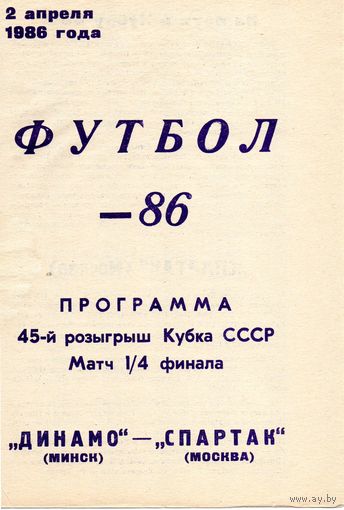 2 апреля
1986 года
ФУТБОЛ
—86
ПРОГРАММА
45-й розыгрыш Кубка СССР
Матч 1/4 финала
„ДИНАМО“ — „СПАРТАК“
(МИНСК) (МОСКВА)
www.ay.by